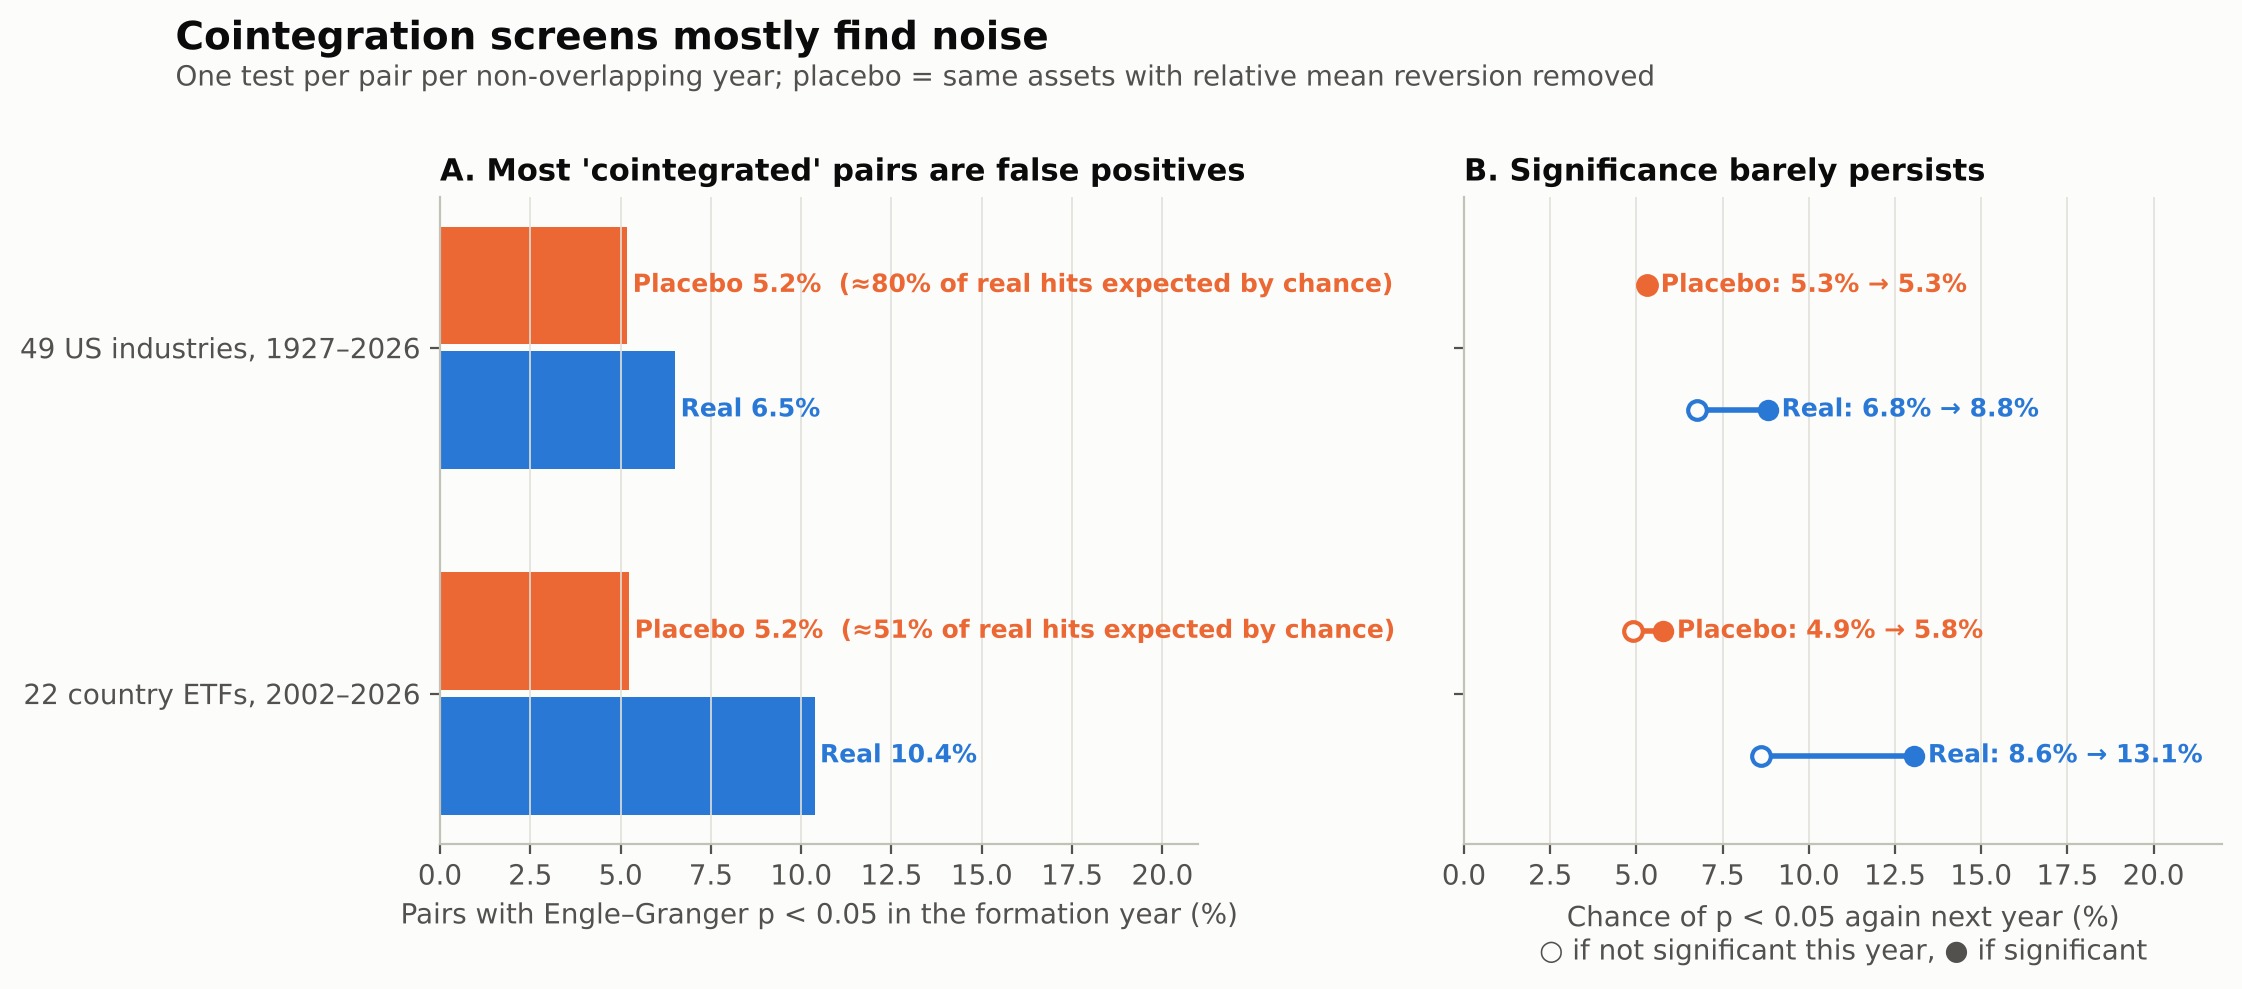 Cointegration screens mostly find noise
One test per pair per non-overlapping year; placebo = same assets with relative mean reversion removed
A. Most 'cointegrated' pairs are false positives
Placebo 5.2%  (≈80% of real hits expected by chance)
49 US industries, 1927–2026
Real 6.5%
Placebo 5.2%  (≈51% of real hits expected by chance)
22 country ETFs, 2002–2026
Real 10.4%
0.0 2.5 5.0 7.5 10.0 12.5 15.0 17.5 20.0
Pairs with Engle–Granger p < 0.05 in the formation year (%)
B. Significance barely persists
Placebo: 5.3% → 5.3%
Real: 6.8% → 8.8%
Placebo: 4.9% → 5.8%
Real: 8.6% → 13.1%
0.0 2.5 5.0 7.5 10.0 12.5 15.0 17.5 20.0
Chance of p < 0.05 again next year (%)
○ if not significant this year, ● if significant